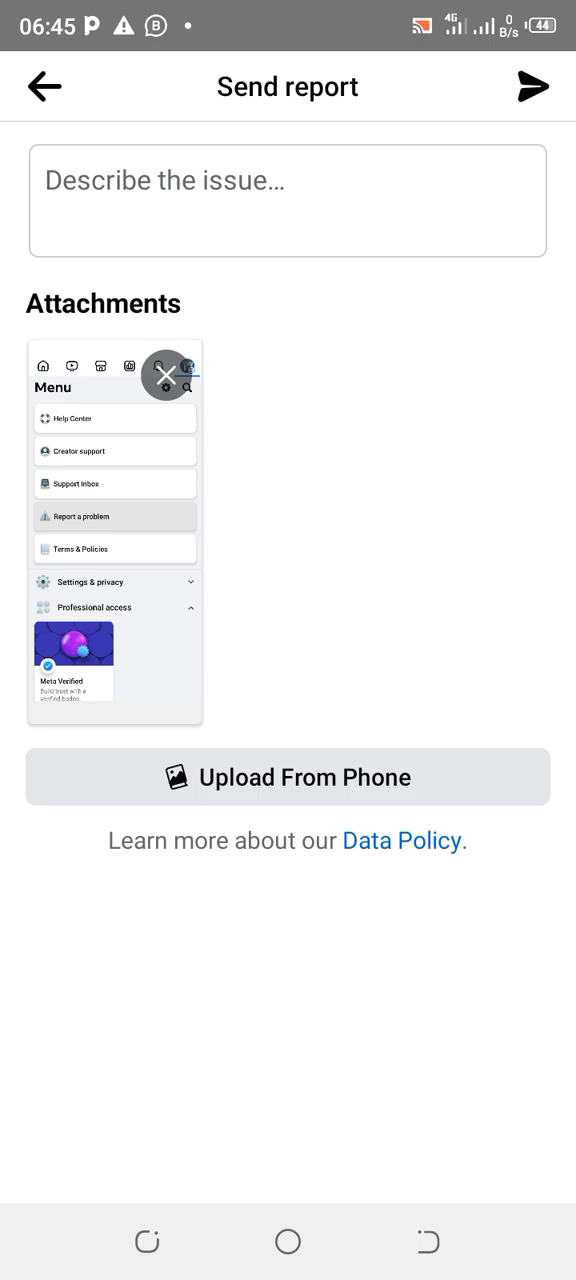 06:45
4G
0
B/s
44
Send report
Describe the issue...
Attachments
Menu
Help Center
Creator support
Support Inbox
Report a problem
Terms & Policies
Settings & privacy
Professional access
Meta Verified
Build trust with a
verified badge.
Upload From Phone
Learn more about our Data Policy.